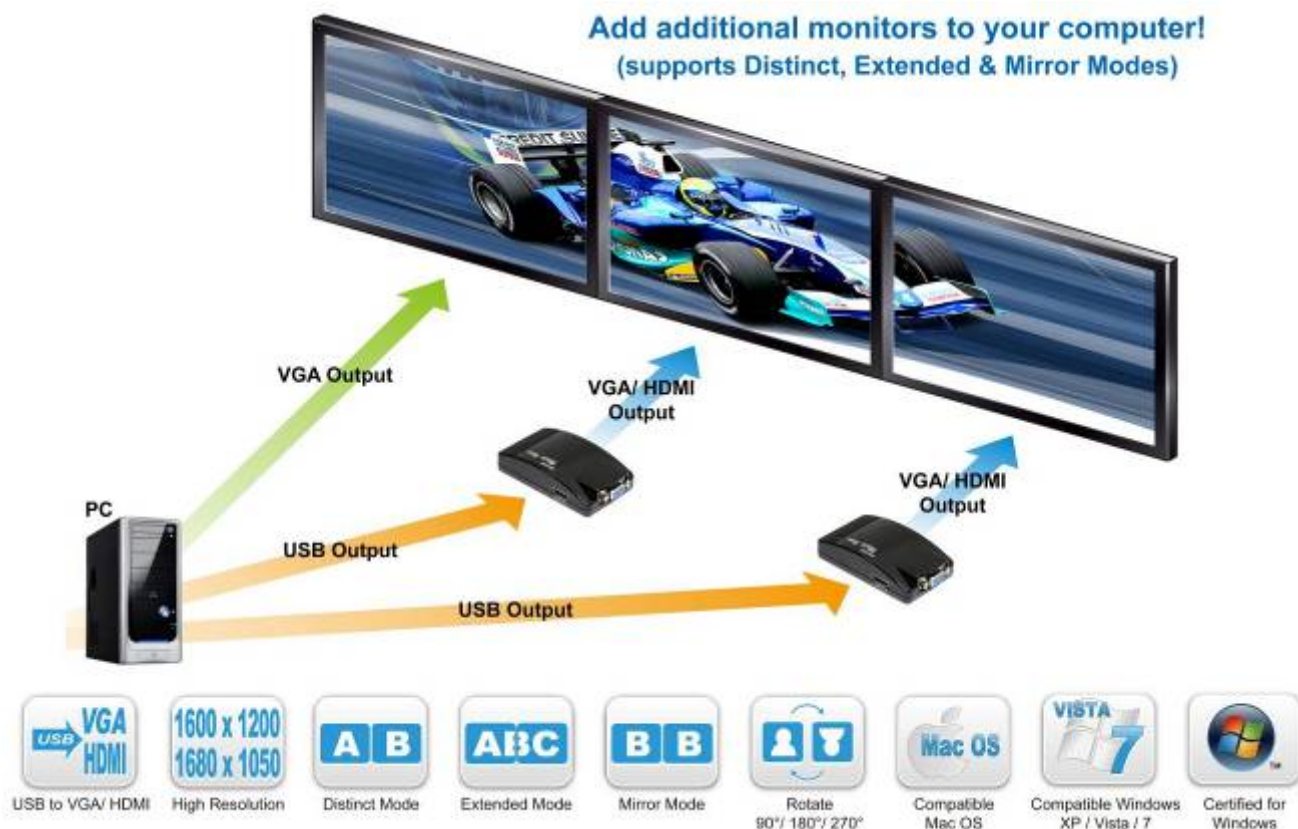 Add additional monitors to your computer!
(supports Distinct, Extended & Mirror Modes)
CREDIT SUISSE
VGA Output
VGA/ HDMI
Output
VGA/ HDMI
Output
PC
USB Output
USB Output
USB
VGA
HDMI
USB to VGA/ HDMI
1600 x 1200
1680 x 1050
High Resolution
A B
Distinct Mode
ABC
Extended Mode
B B
Mirror Mode
Rotate
90°/ 180°/ 270°
Mac OS
Compatible
Mac OS
VISTA
7
Compatible Windows
XP / Vista / 7
Certified for
Windows